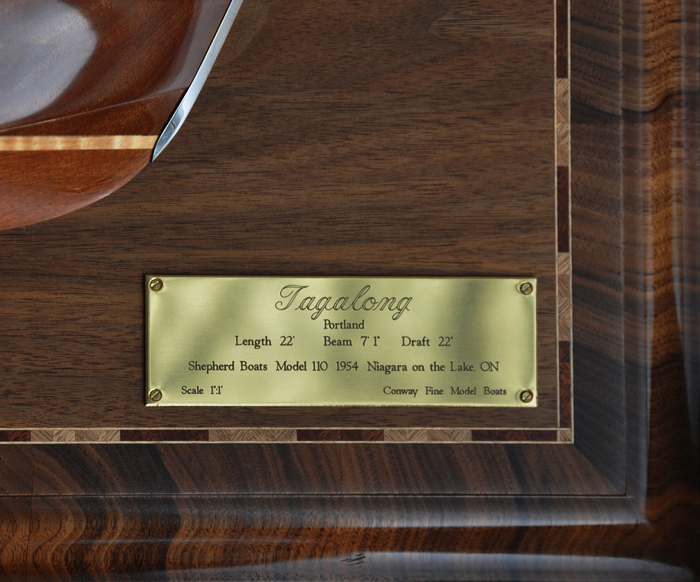 Tagalong
Portland
Length 22' Beam 7' 1" Draft 22"
Shepherd Boats Model 110 1954 Niagara on the Lake, ON
Scale 1":1' Conway Fine Model Boats